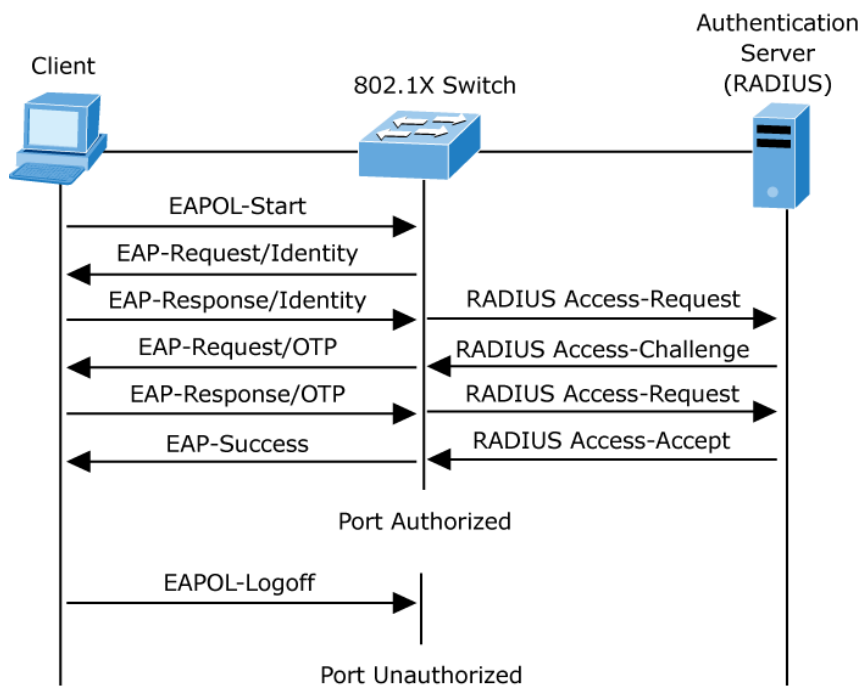 Authentication
Server
(RADIUS)
Client
802.1X Switch
EAPOL-Start
EAP-Request/Identity
EAP-Response/Identity
RADIUS Access-Request
EAP-Request/OTP
RADIUS Access-Challenge
EAP-Response/OTP
RADIUS Access-Request
EAP-Success
RADIUS Access-Accept
Port Authorized
EAPOL-Logoff
Port Unauthorized